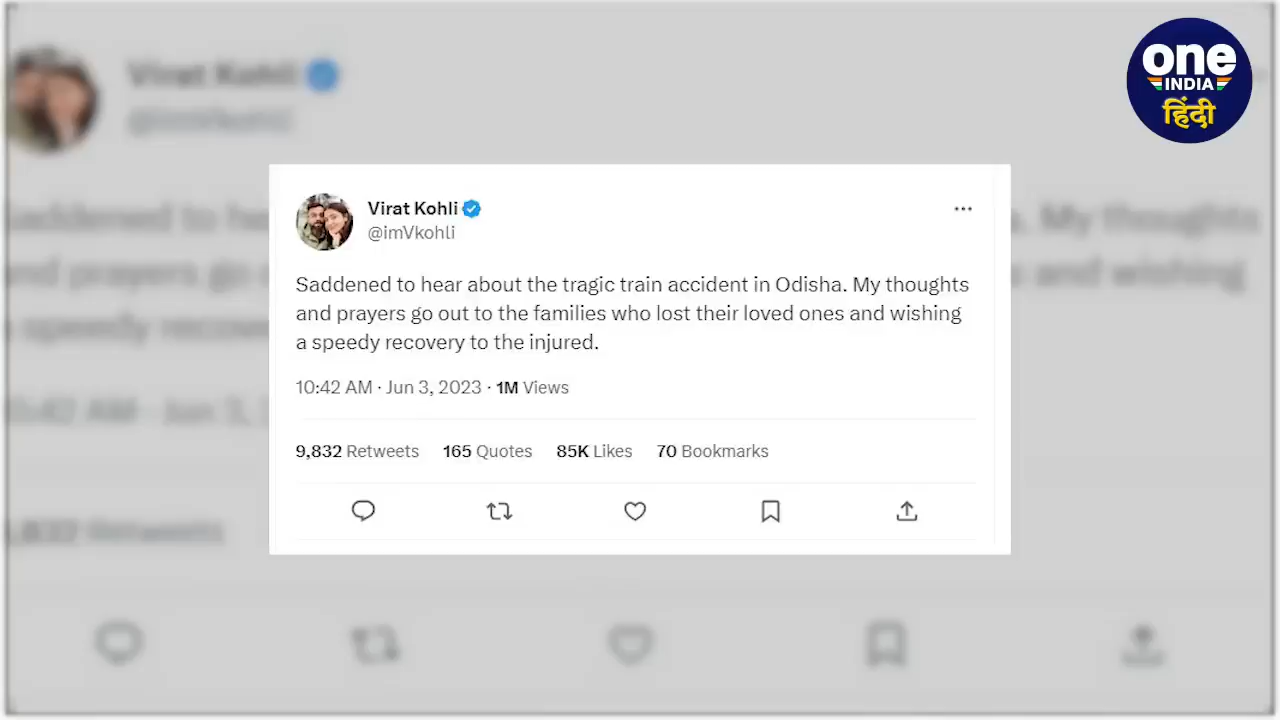 one
INDIA
हिंदी
Virat Kohli
@imVkohli
Saddened to hear about the tragic train accident in Odisha. My thoughts
and prayers go out to the families who lost their loved ones and wishing
a speedy recovery to the injured.
10:42 AM · Jun 3, 2023 · 1M Views
9,832 Retweets 165 Quotes 85K Likes 70 Bookmarks